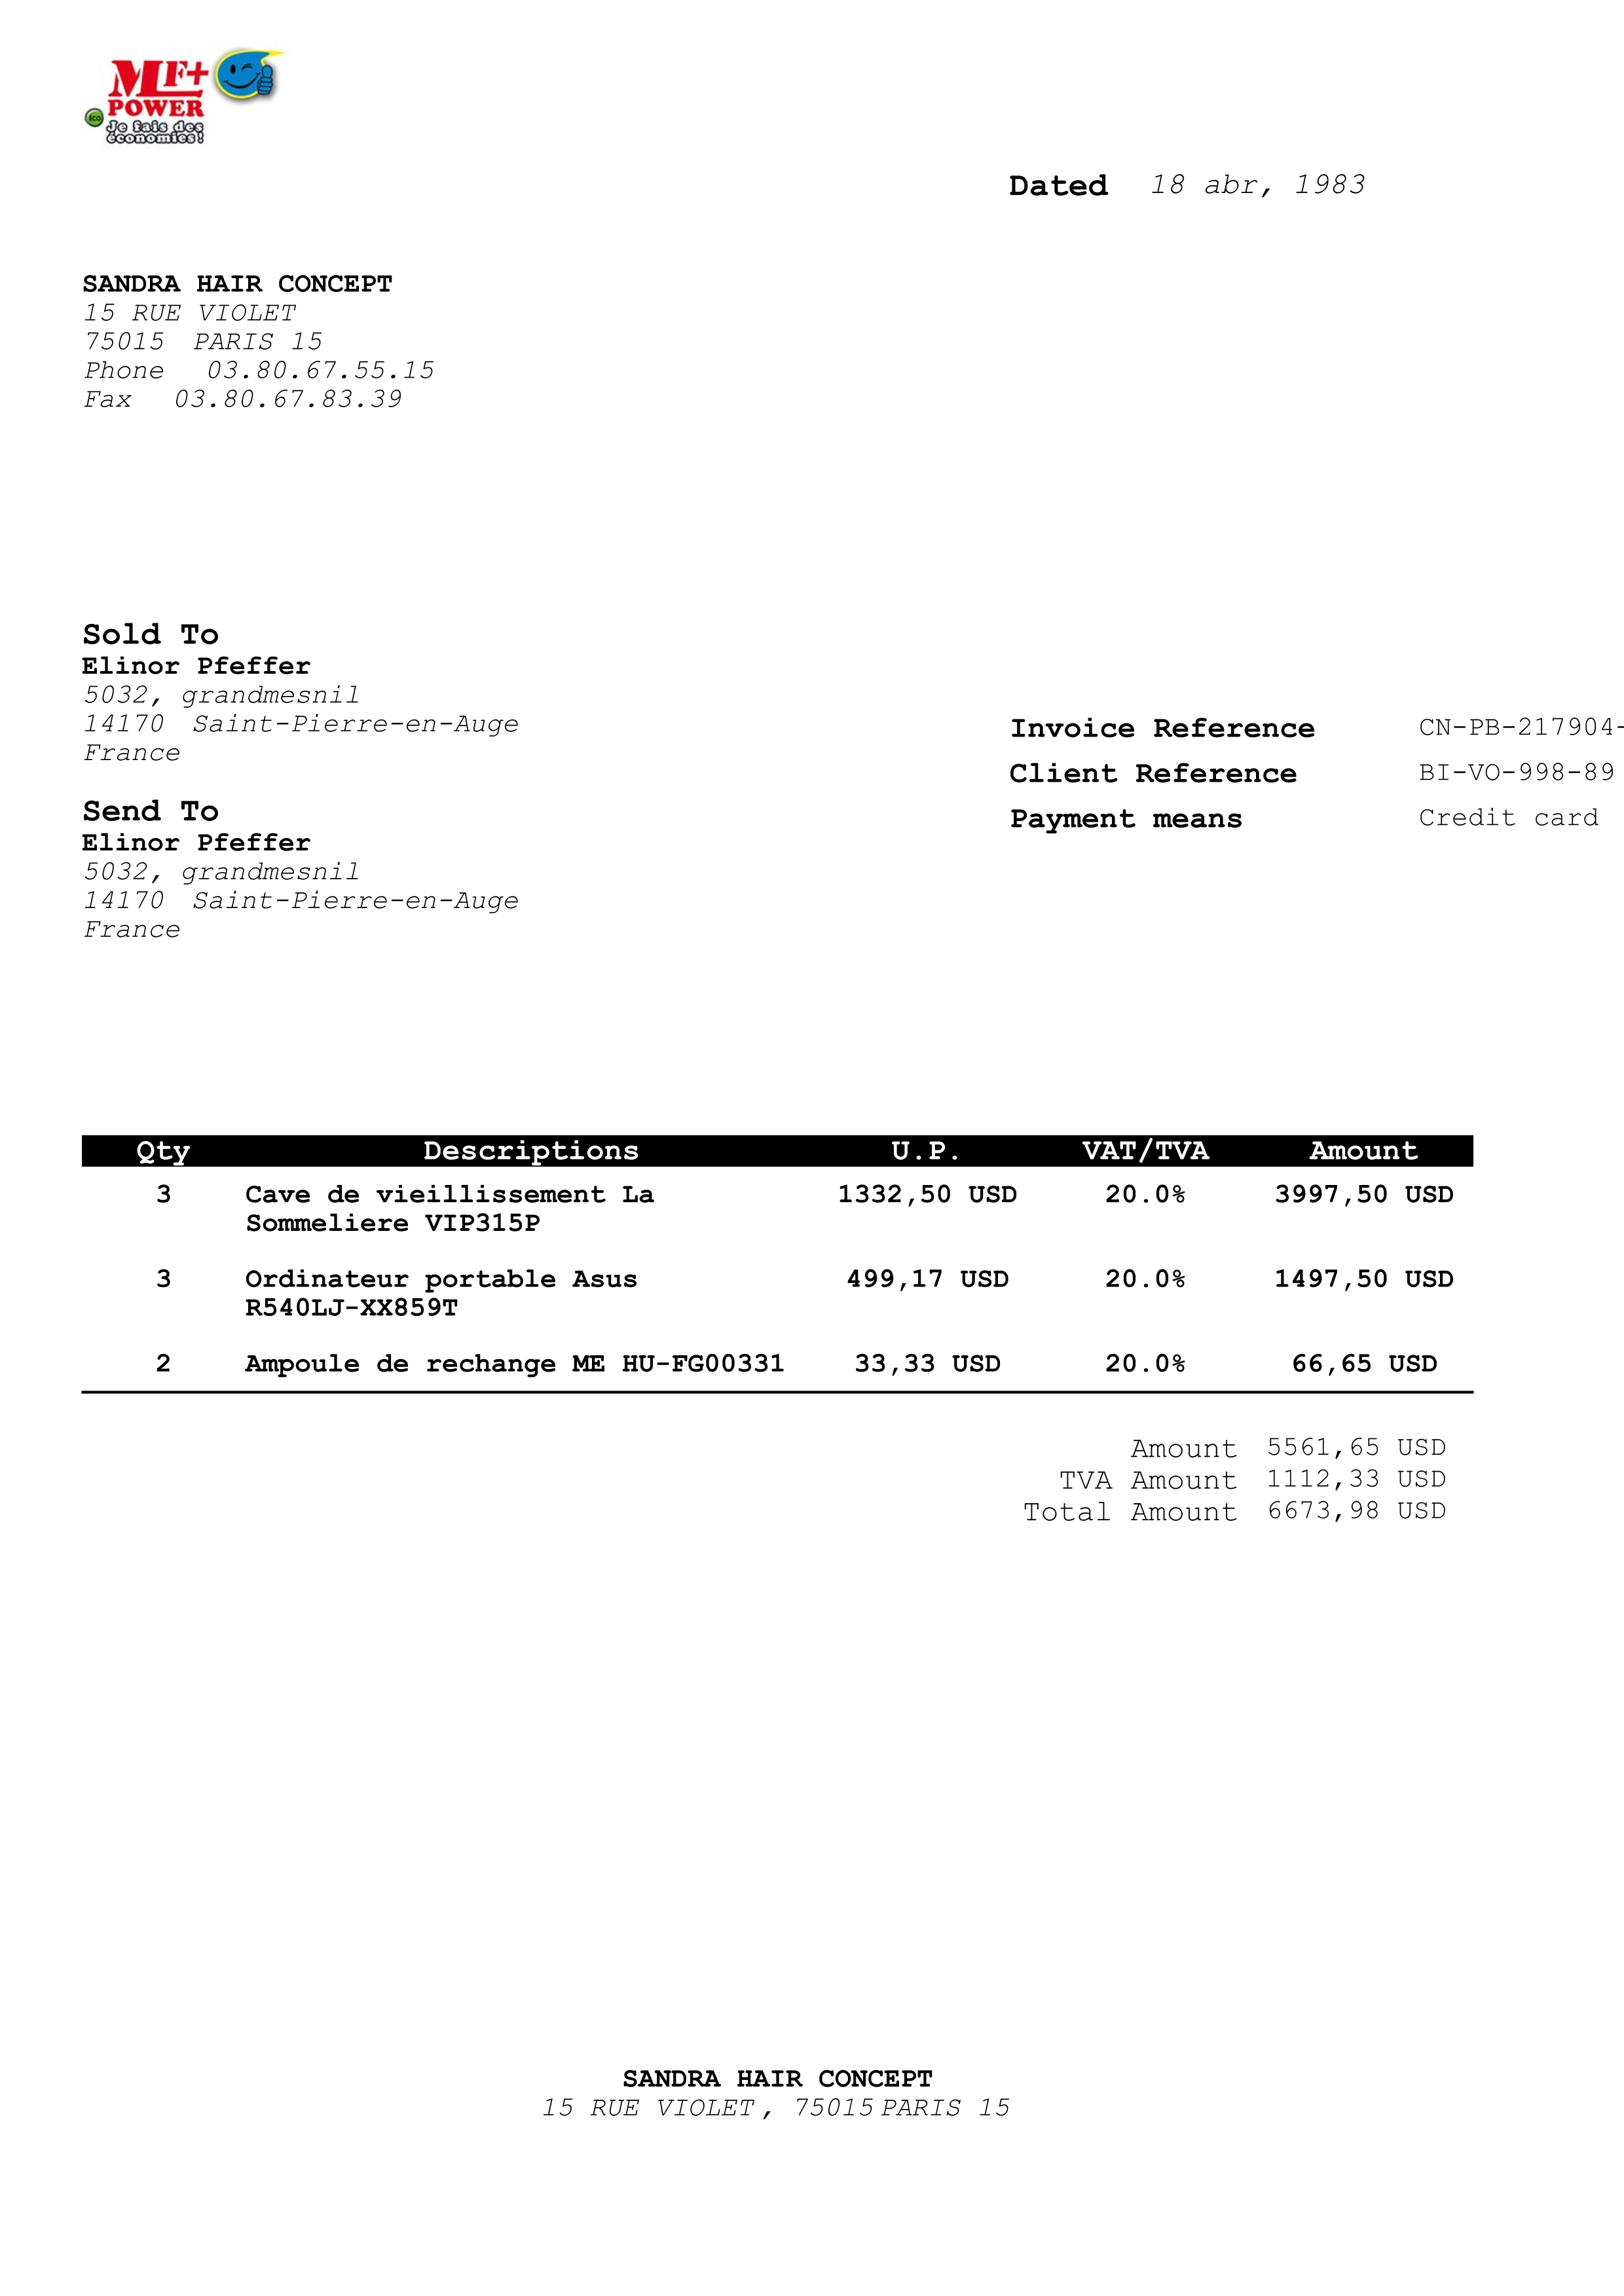 MF+
POWER
Eco
Je fais des
économies!
Dated 18 abr, 1983
SANDRA HAIR CONCEPT
15 RUE VIOLET
75015 PARIS 15
Phone 03.80.67.55.15
Fax 03.80.67.83.39
Sold To
Elinor Pfeffer
5032, grandmesnil
14170 Saint-Pierre-en-Auge
France
Send To
Elinor Pfeffer
5032, grandmesnil
14170 Saint-Pierre-en-Auge
France
Invoice Reference CN-PB-217904-
Client Reference BI-VO-998-89
Payment means Credit card
Qty Descriptions U.P. VAT/TVA Amount
3 Cave de vieillissement La 1332,50 USD 20.0% 3997,50 USD
Sommeliere VIP315P
3 Ordinateur portable Asus 499,17 USD 20.0% 1497,50 USD
R540LJ-XX859T
2 Ampoule de rechange ME HU-FG00331 33,33 USD 20.0% 66,65 USD
Amount 5561,65 USD
TVA Amount 1112,33 USD
Total Amount 6673,98 USD
SANDRA HAIR CONCEPT
15 RUE VIOLET, 75015 PARIS 15